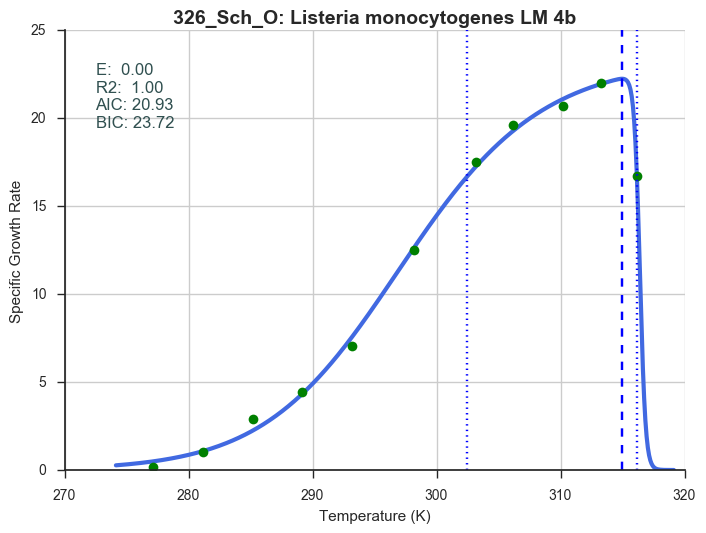 326_Sch_O: Listeria monocytogenes LM 4b
E: 0.00
R2: 1.00
AIC: 20.93
BIC: 23.72
25
20
15
10
5
0
Specific Growth Rate
270 280 290 300 310 320
Temperature (K)